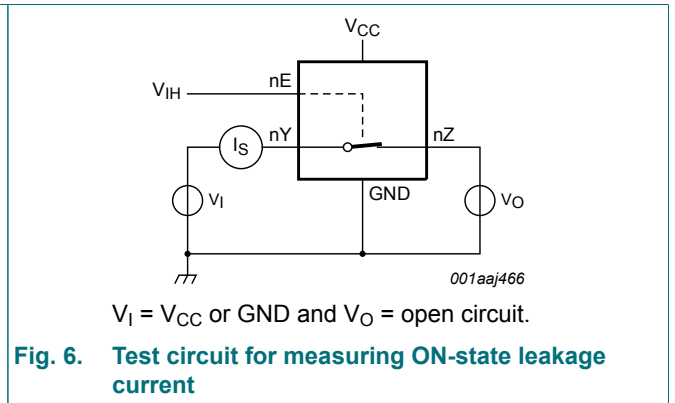 VCC
nE
VIH
IS
nY
nZ
VI
GND
VO
001aaj466
VI = VCC or GND and VO = open circuit.
Fig. 6. Test circuit for measuring ON-state leakage
current